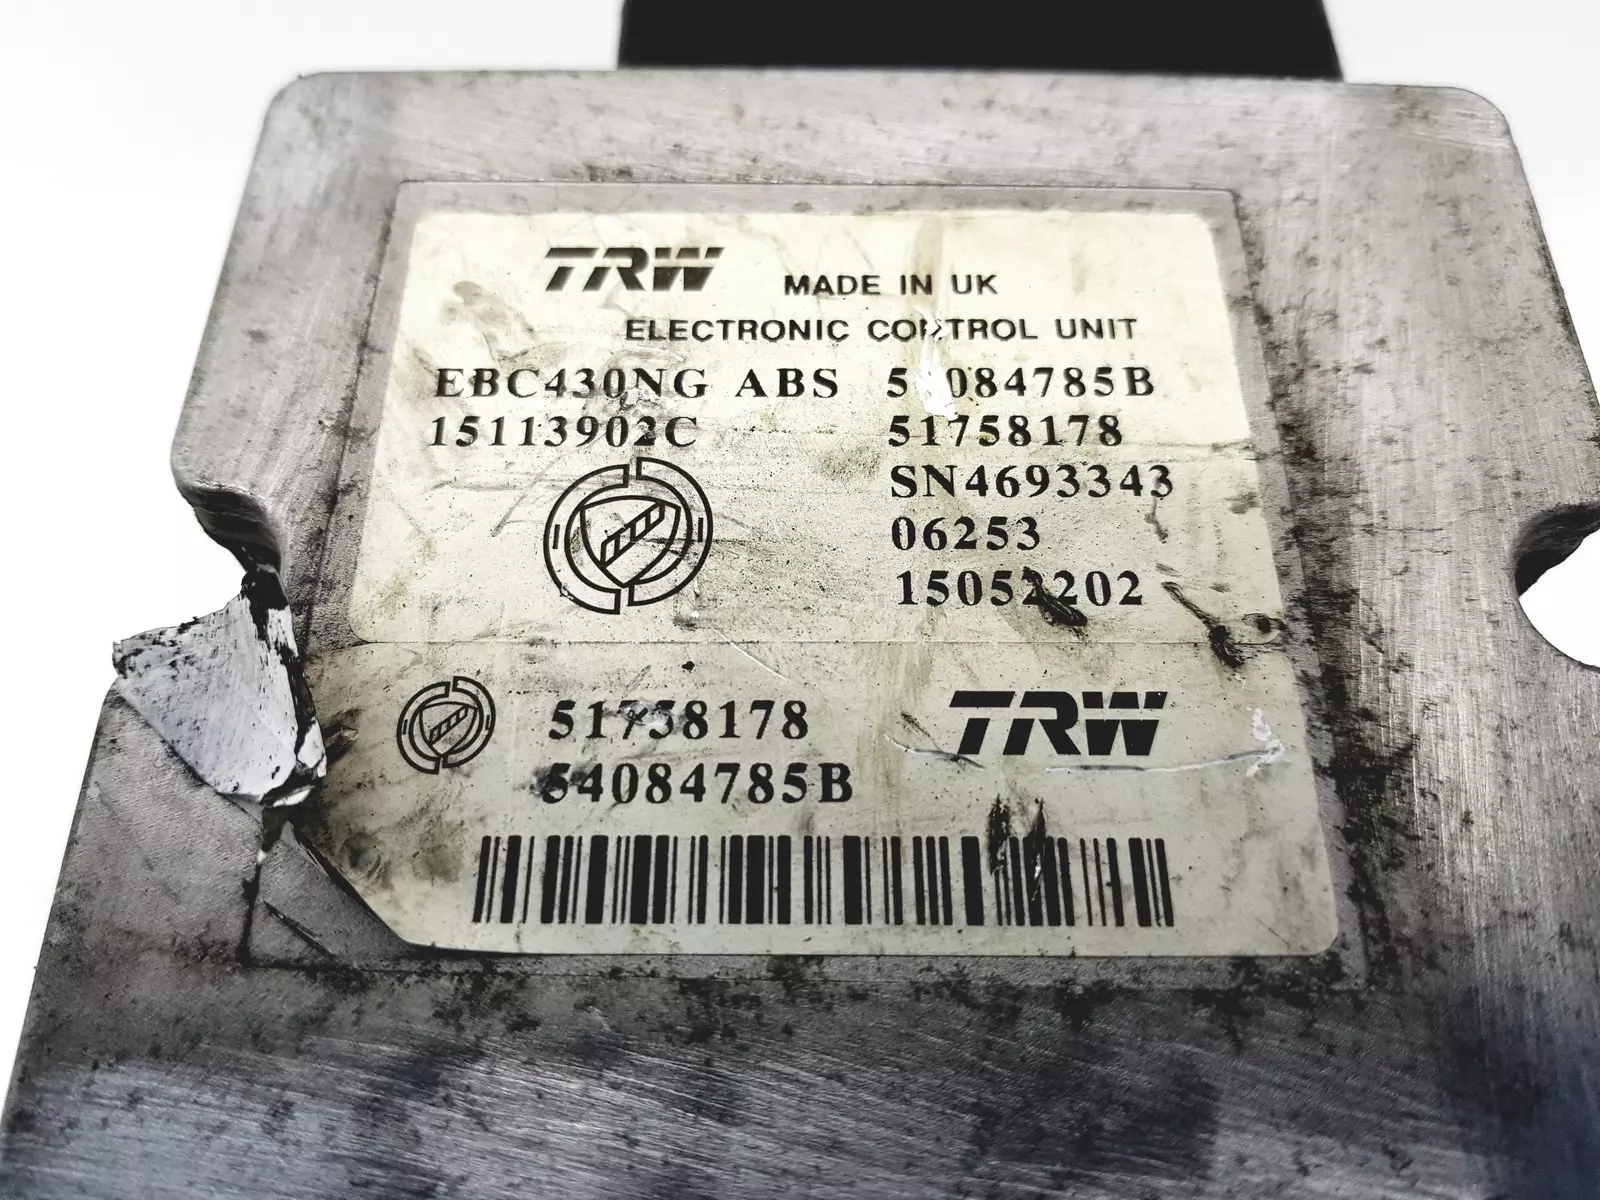 TRW MADE IN UK
ELECTRONIC CONTROL UNIT
EBC430NG ABS 54084785B
15113902C 51758178
SN4693343
06253
15052202
51758178 TRW
54084785B